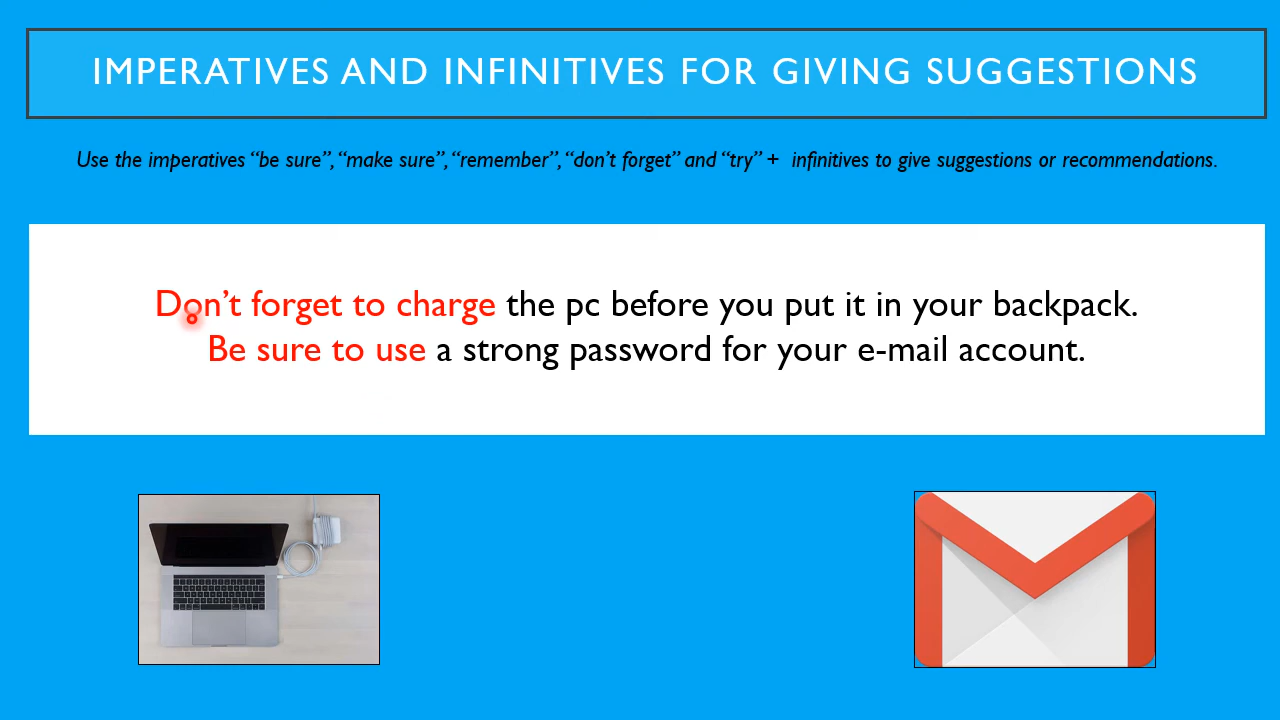 IMPERATIVES AND INFINITIVES FOR GIVING SUGGESTIONS
Use the imperatives “be sure”, “make sure”, “remember”, “don’t forget” and “try” + infinitives to give suggestions or recommendations.
Don’t forget to charge the pc before you put it in your backpack.
Be sure to use a strong password for your e-mail account.